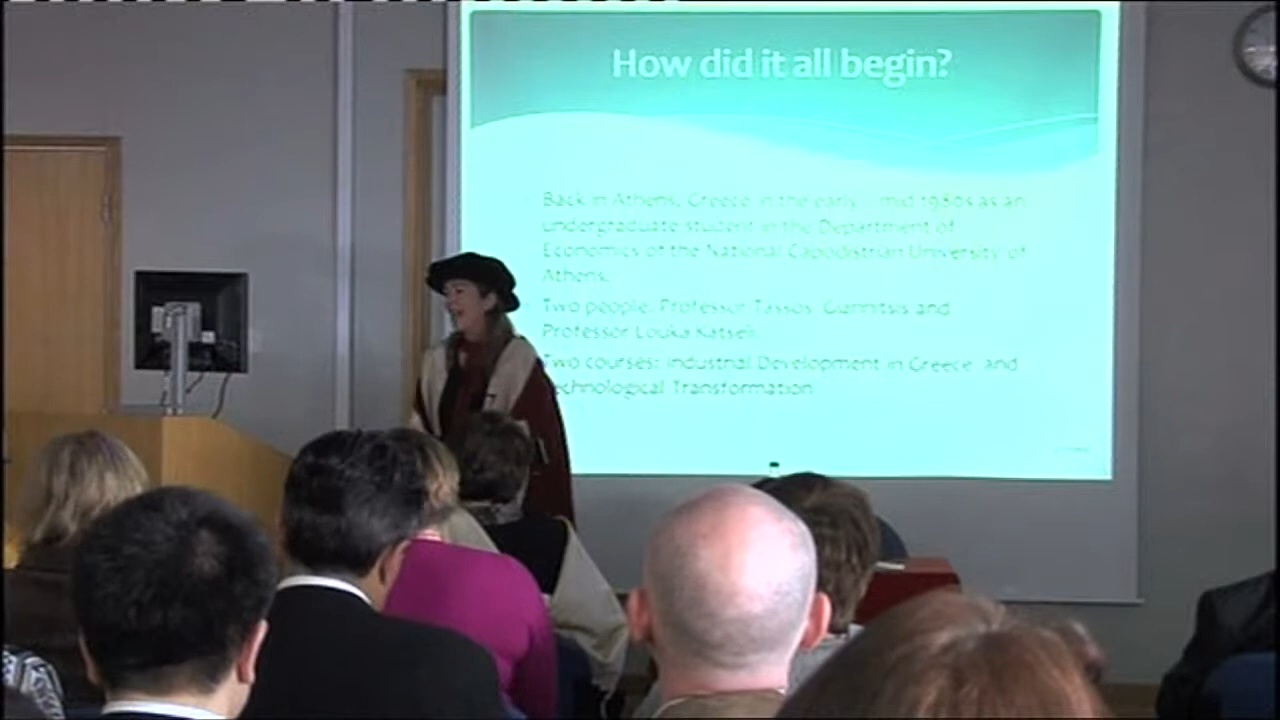 How did it all begin?
Back in Athens, Greece in the early - mid 1980s as an
undergraduate student in the Department of
Economics of the National Capodistrian University of
Athens.
Two people: Professor Tassos Giannitsis and
Professor Louka Katseli.
Two courses: Industrial Development in Greece and
echnological Transformation